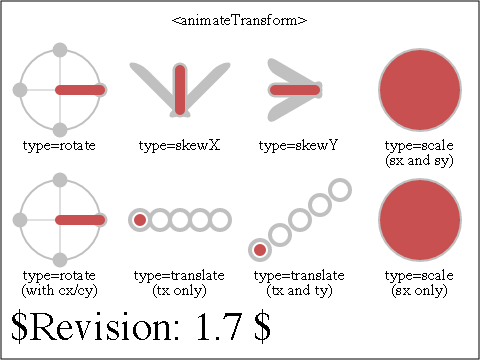 <animateTransform>
type=rotate
type=skewX
type=skewY
type=scale
(sx and sy)
type=rotate
(with cx/cy)
type=translate
(tx only)
type=translate
(tx and ty)
type=scale
(sx only)
$Revision: 1.7 $